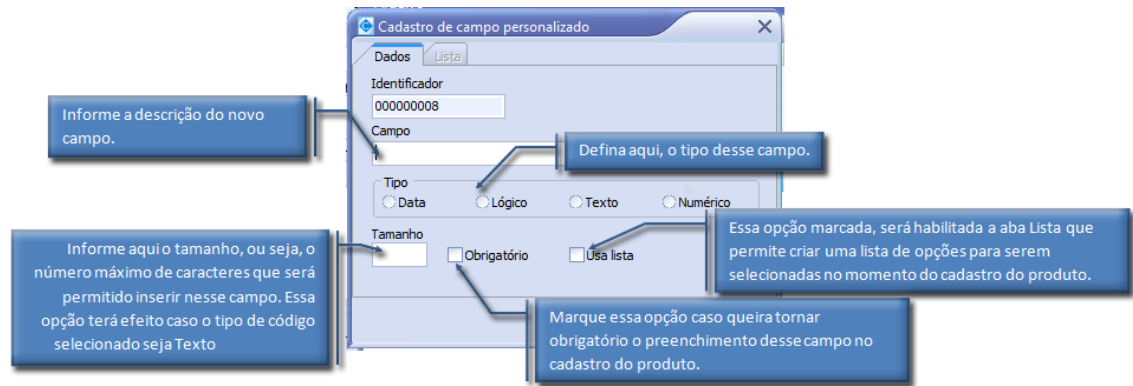 Cadastro de campo personalizado
Dados Lista
Identificador
000000008
Informe a descrição do novo
campo.
Campo
Defina aqui, o tipo desse campo.
Tipo
Data Lógico Texto Numérico
Informe aqui o tamanho, ou seja, o
número máximo de caracteres que será
permitido inserir nesse campo. Essa
opção terá efeito caso o tipo de código
selecionado seja Texto
Tamanho
Obrigatório Usa lista
Essa opção marcada, será habilitada a aba Lista que
permite criar uma lista de opções para serem
selecionadas no momento do cadastro do produto.
Marque essa opção caso queira tornar
obrigatório o preenchimento desse campo no
cadastro do produto.